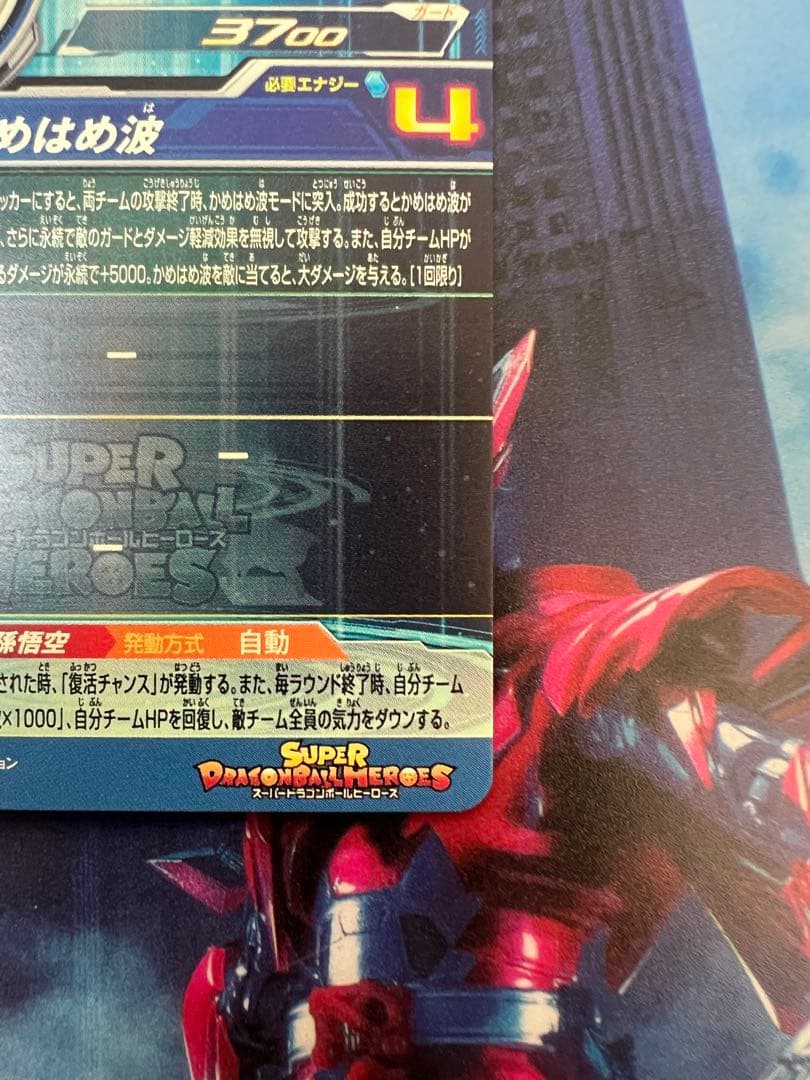 ガード
3700
必要エナジー 4
めはめ波
ッカーにすると、両チームの攻撃終了時、かめはめ波モードに突入。成功するとかめはめ波が
、さらに永続で敵のガードとダメージ軽減効果を無視して攻撃する。また、自分チームHPが
るダメージが永続で+5000。かめはめ波を敵に当てると、大ダメージを与える。[1回限り]
SUPER
DRAGONBALL
ードラゴンボールヒーローズ
HEROES
孫悟空 発動方式 自動
された時、「復活チャンス」が発動する。また、毎ラウンド終了時、自分チーム
×1000」、自分チームHPを回復し、敵チーム全員の気力をダウンする。
ョン
SUPER
DRAGONBALL HEROES
スーパードラゴンボールヒーローズ